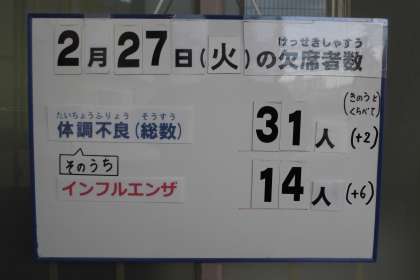 けっせきしゃすう
2月27日(火)の欠席者数
(きのうと
くらべて)
たいちょうふりょう そうすう
体調不良(総数) 31人 (+2)
そのうち
インフルエンザ 14人 (+6)